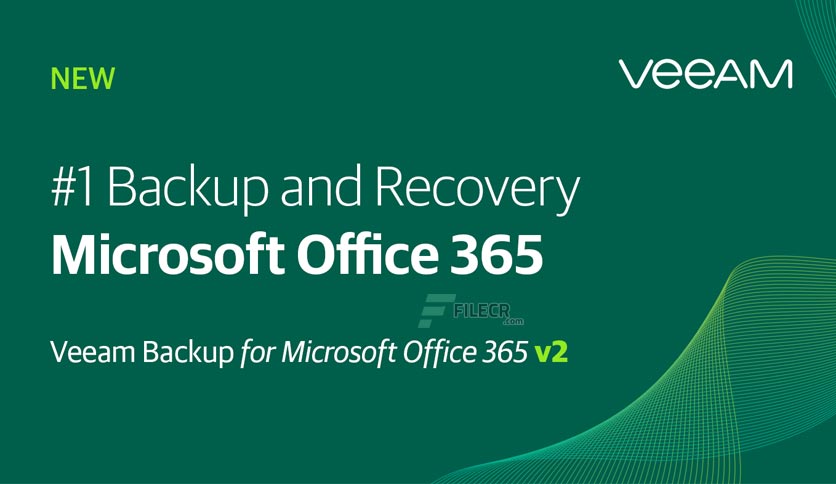 NEW
VEEAM
#1 Backup and Recovery
Microsoft Office 365
FILECR
.com
Veeam Backup for Microsoft Office 365 v2